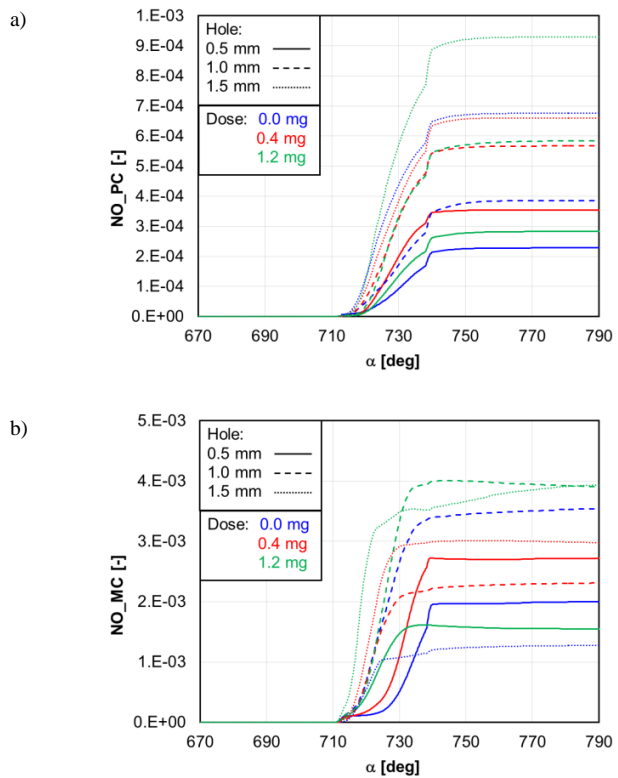 a)
1.E-03
9.E-04
8.E-04
7.E-04
6.E-04
5.E-04
4.E-04
3.E-04
2.E-04
1.E-04
0.E+00
NO_PC [-]
Hole:
0.5 mm
1.0 mm
1.5 mm
Dose: 0.0 mg
0.4 mg
1.2 mg
670 690 710 730 750 770 790
α [deg]
b)
5.E-03
4.E-03
3.E-03
2.E-03
1.E-03
0.E+00
NO_MC [-]
Hole:
0.5 mm
1.0 mm
1.5 mm
Dose: 0.0 mg
0.4 mg
1.2 mg
670 690 710 730 750 770 790
α [deg]